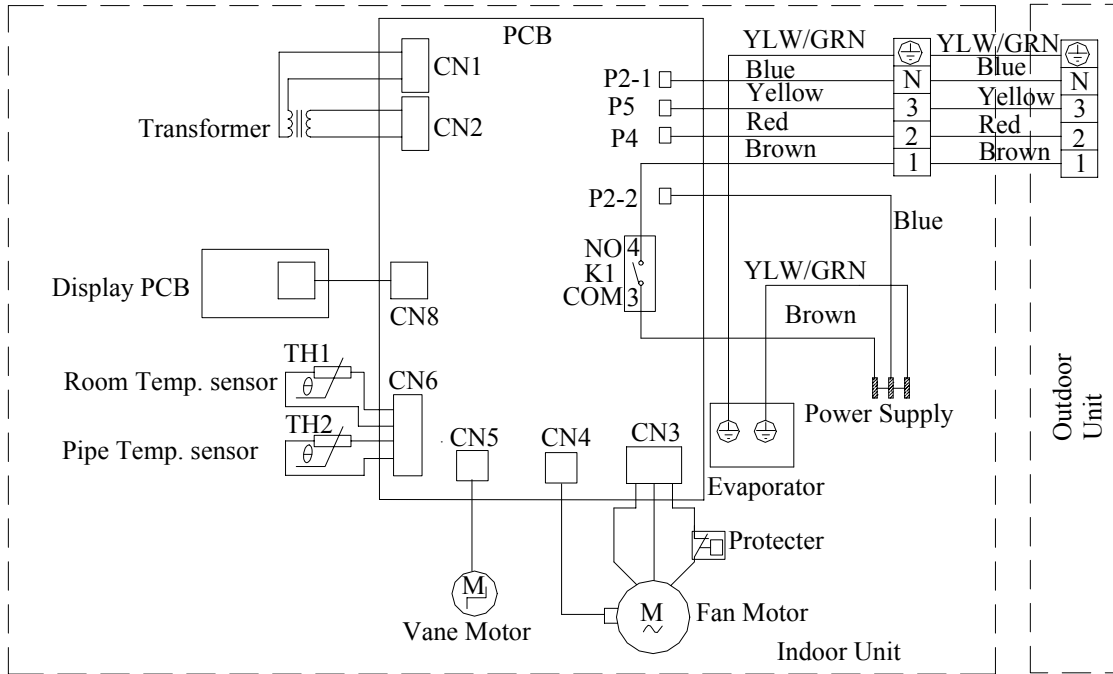 PCB
YLW/GRN
YLW/GRN
CN1
P2-1
Blue
N
Blue
N
P5
Yellow
3
Yellow
3
Transformer
CN2
P4
Red
2
Red
2
Brown
1
Brown
1
P2-2
Blue
NO 4
K1
COM 3
YLW/GRN
Display PCB
CN8
Brown
TH1
Room Temp. sensor
θ
CN6
Power Supply
TH2
Pipe Temp. sensor
θ
CN5
CN4
CN3
Evaporator
Outdoor
Unit
Protecter
M
Vane Motor
M
~
Fan Motor
Indoor Unit